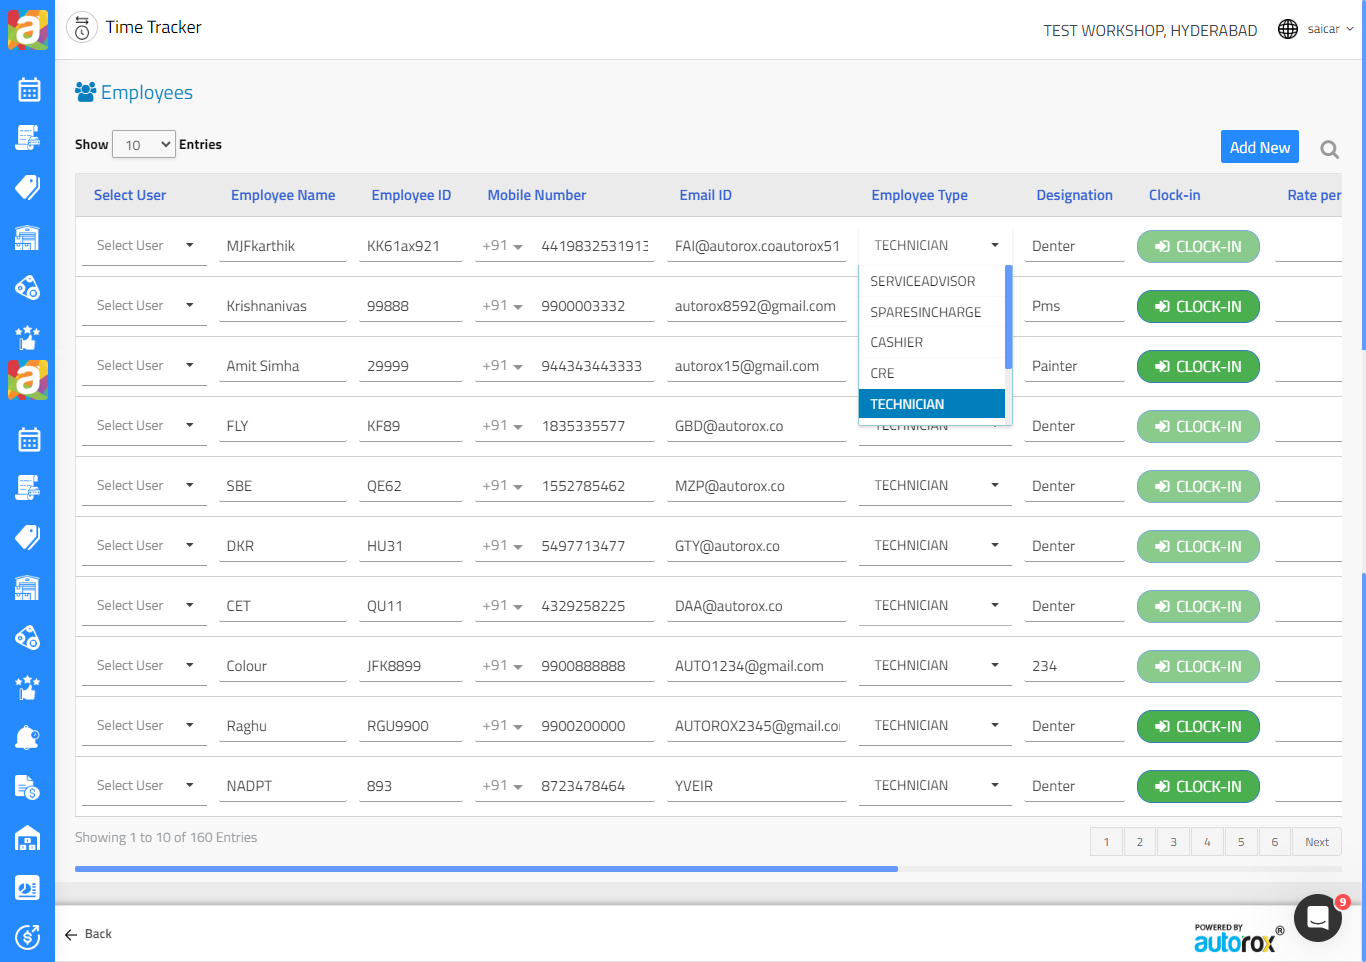 Time Tracker
TEST WORKSHOP, HYDERABAD
saicar
Employees
Show 10 Entries
Add New
Select User Employee Name Employee ID Mobile Number Email ID Employee Type Designation Clock-in Rate per
Select User MJFkarthik KK61ax921 +91 4419832531913 FAI@autorox.coautorox51 TECHNICIAN Denter CLOCK-IN
SERVICEADVISOR
SPARESINCHARGE
CASHIER
CRE
TECHNICIAN
Select User Krishnanivas 99888 +91 9900003332 autorox8592@gmail.com Pms CLOCK-IN
Select User Amit Simha 29999 +91 944343443333 autorox15@gmail.com Painter CLOCK-IN
Select User FLY KF89 +91 1835335577 GBD@autorox.co TECHNICIAN Denter CLOCK-IN
Select User SBE QE62 +91 1552785462 MZP@autorox.co TECHNICIAN Denter CLOCK-IN
Select User DKR HU31 +91 5497713477 GTY@autorox.co TECHNICIAN Denter CLOCK-IN
Select User CET QU11 +91 4329258225 DAA@autorox.co TECHNICIAN Denter CLOCK-IN
Select User Colour JFK8899 +91 9900888888 AUTO1234@gmail.com TECHNICIAN 234 CLOCK-IN
Select User Raghu RGU9900 +91 9900200000 AUTOROX2345@gmail.co TECHNICIAN Denter CLOCK-IN
Select User NADPT 893 +91 8723478464 YVEIR TECHNICIAN Denter CLOCK-IN
Showing 1 to 10 of 160 Entries
1 2 3 4 5 6 Next
Back
POWERED BY
autorox®
9